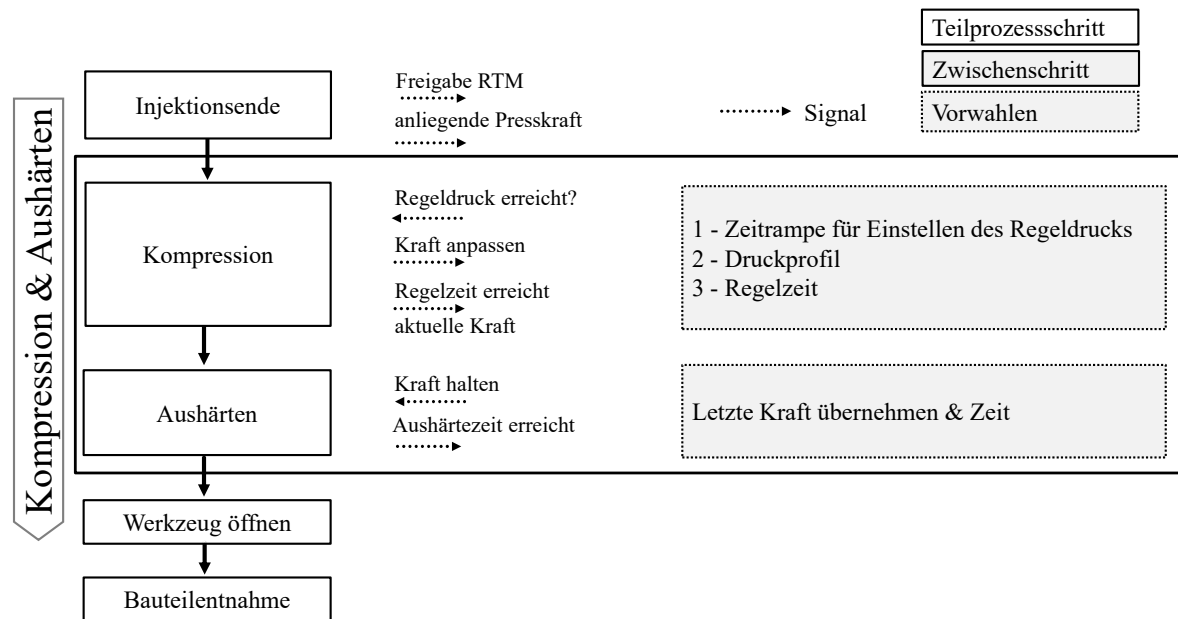 Teilprozessschritt
Zwischenschritt
Vorwahlen
Signal
Kompression & Aushärten
Injektionsende
Freigabe RTM
anliegende Presskraft
Kompression
Regeldruck erreicht?
Kraft anpassen
Regelzeit erreicht
aktuelle Kraft
1 - Zeitrampe für Einstellen des Regeldrucks
2 - Druckprofil
3 - Regelzeit
Aushärten
Kraft halten
Aushärtezeit erreicht
Letzte Kraft übernehmen & Zeit
Werkzeug öffnen
Bauteilentnahme